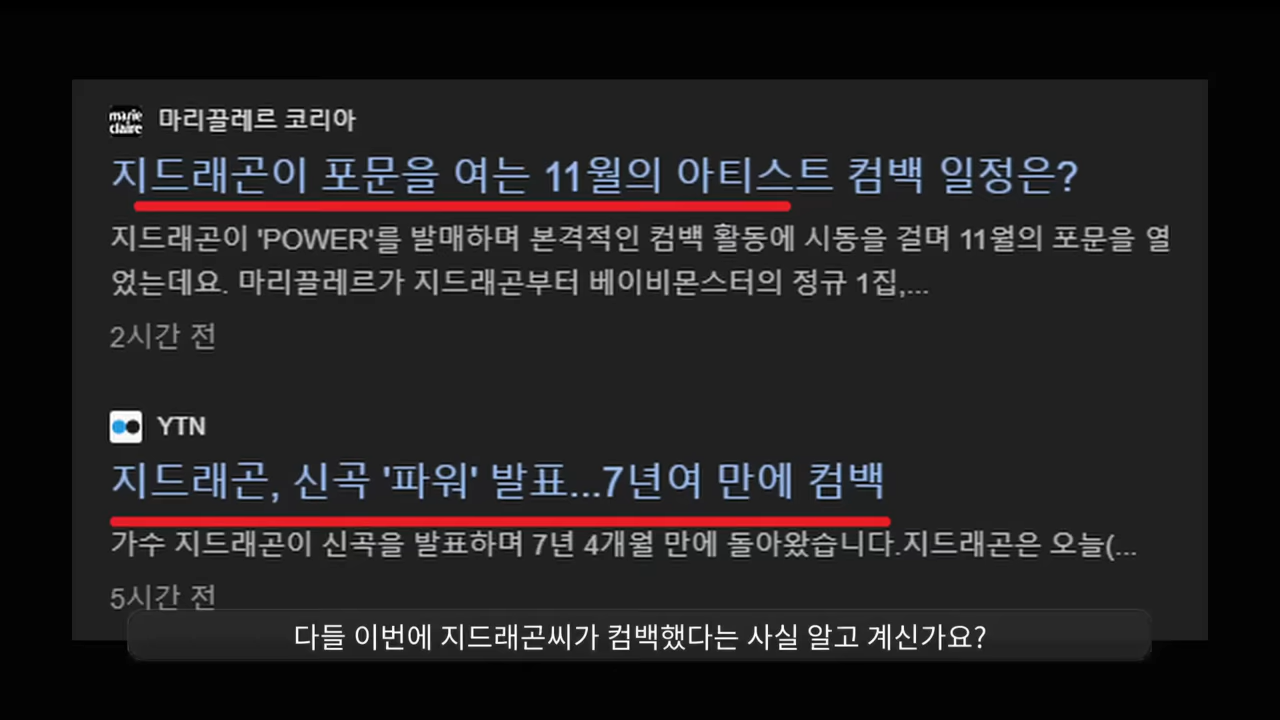 marie claire 마리끌레르 코리아
지드래곤이 포문을 여는 11월의 아티스트 컴백 일정은?
지드래곤이 'POWER'를 발매하며 본격적인 컴백 활동에 시동을 걸며 11월의 포문을 열
었는데요. 마리끌레르가 지드래곤부터 베이비몬스터의 정규 1집,...
2시간 전
YTN
지드래곤, 신곡 '파워' 발표...7년여 만에 컴백
가수 지드래곤이 신곡을 발표하며 7년 4개월 만에 돌아왔습니다.지드래곤은 오늘(...
5시간 전
다들 이번에 지드래곤씨가 컴백했다는 사실 알고 계신가요?